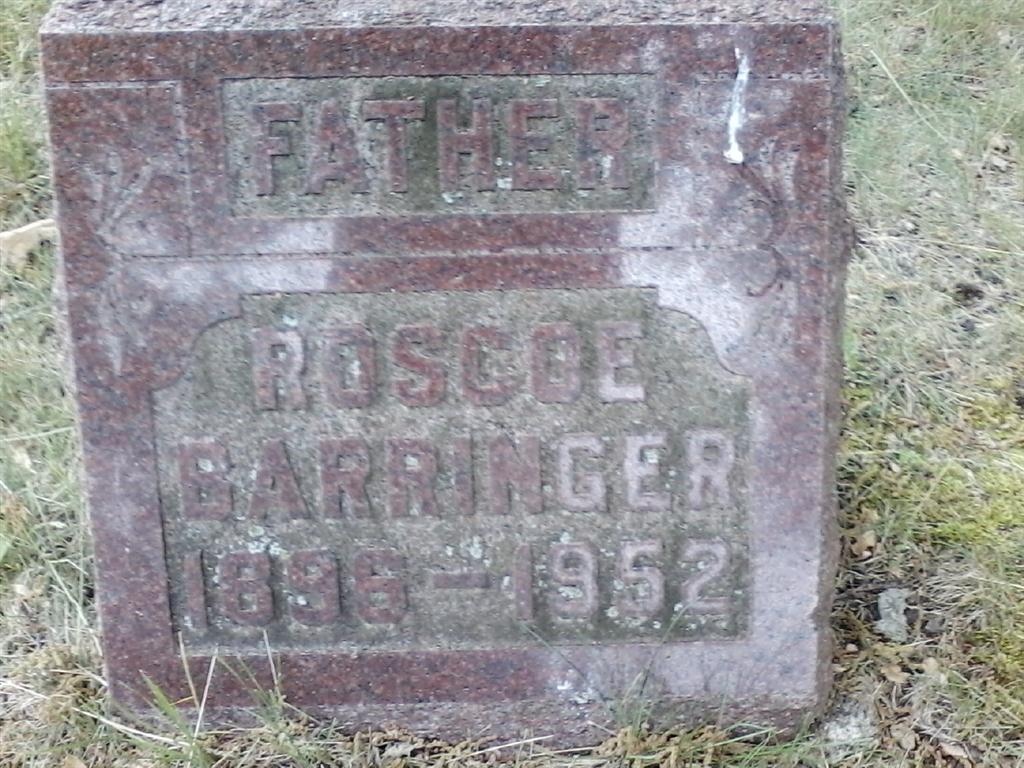 FATHER
ROSCOE
BARRINGER
1896-1952